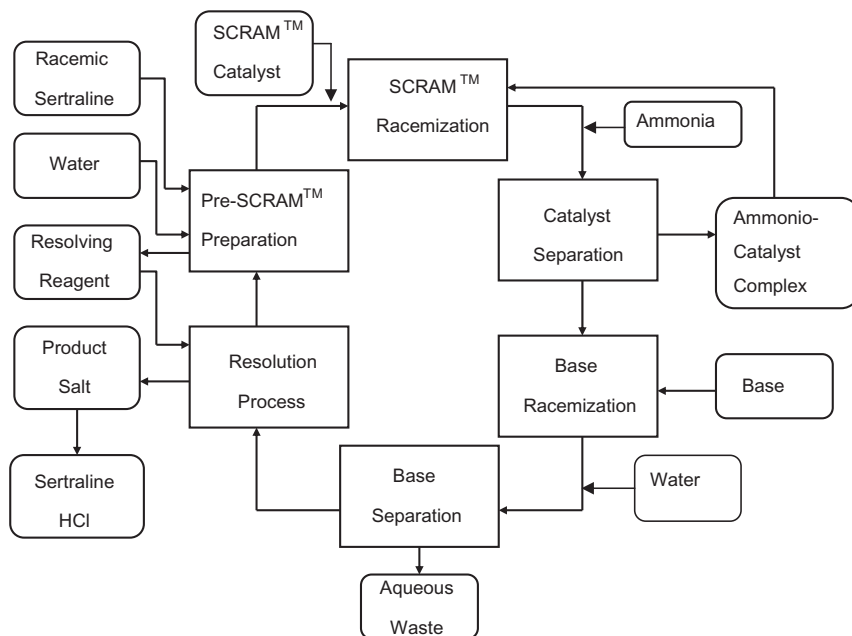 SCRAM™
Catalyst
Racemic
Sertraline
SCRAM™
Racemization
Ammonia
Water
Pre-SCRAM™
Preparation
Catalyst
Separation
Ammonio-
Catalyst
Complex
Resolving
Reagent
Product
Salt
Resolution
Process
Base
Racemization
Base
Sertraline
HCl
Base
Separation
Water
Aqueous
Waste